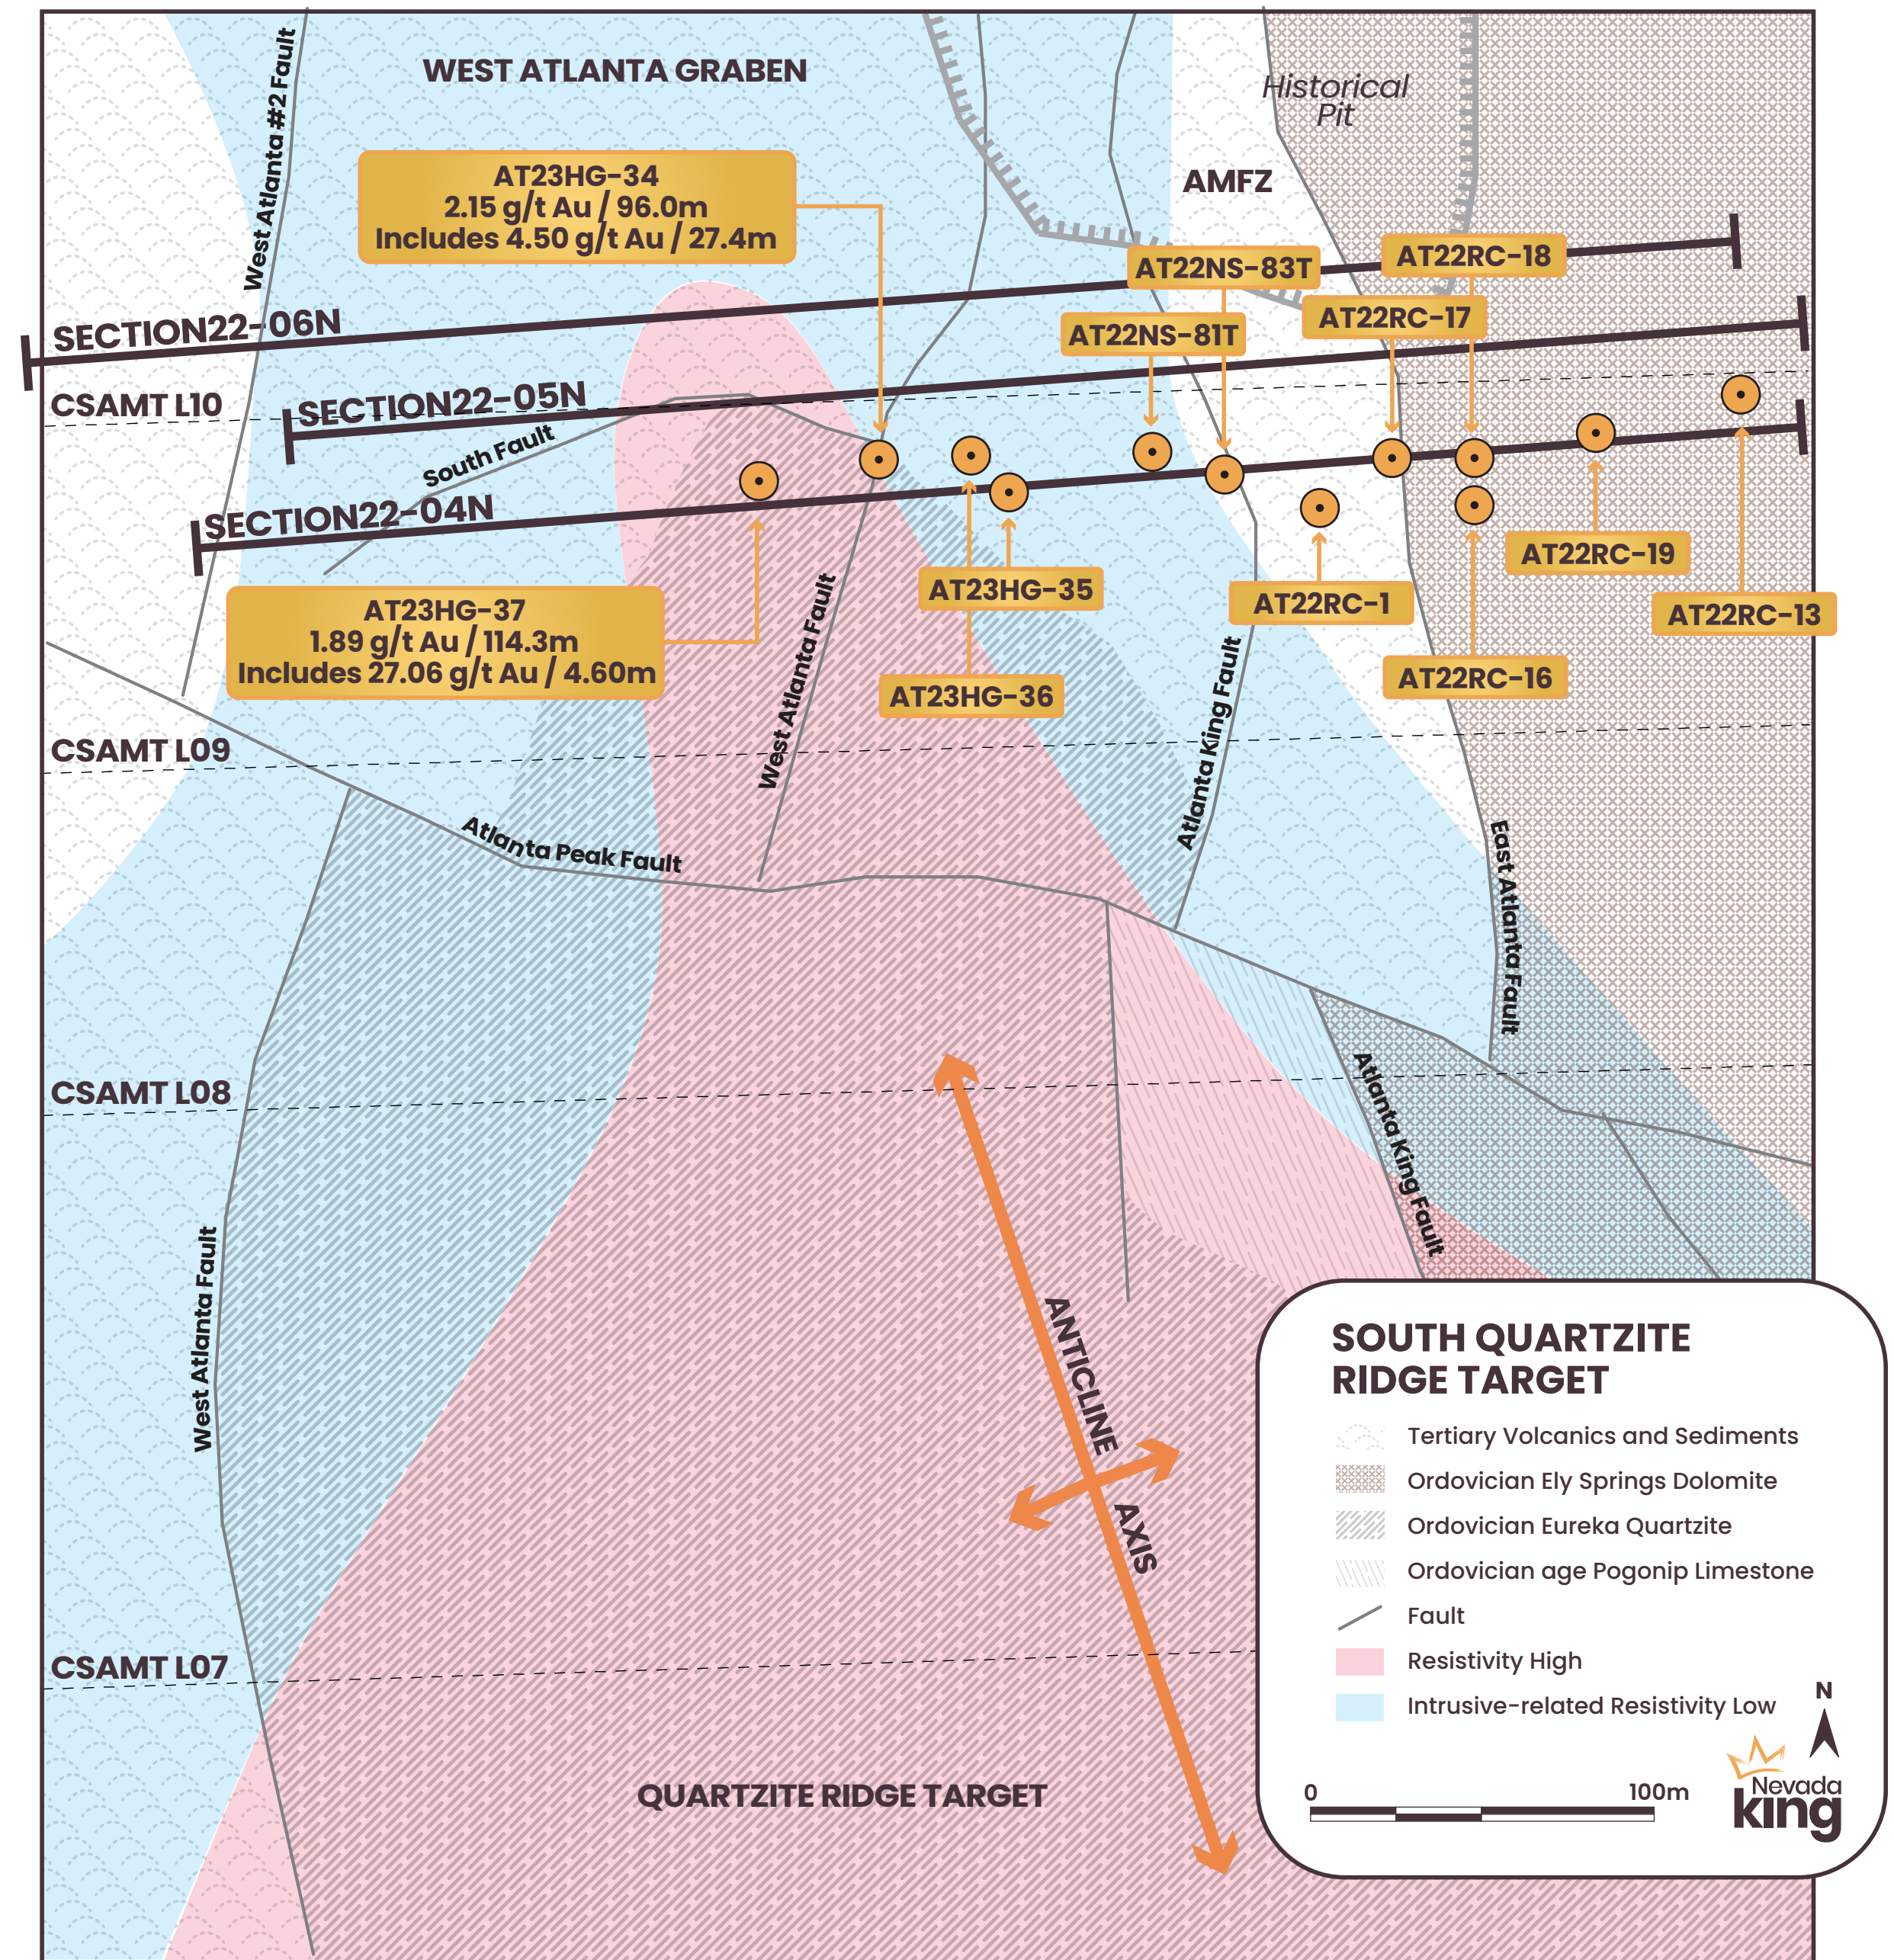 WEST ATLANTA GRABEN
West Atlanta #2 Fault
Historical
Pit
AMFZ
AT23HG-34
2.15 g/t Au / 96.0m
Includes 4.50 g/t Au / 27.4m
AT22NS-83T
AT22RC-18
AT22NS-81T
AT22RC-17
SECTION22-06N
CSAMT L10
SECTION22-05N
South Fault
SECTION22-04N
AT23HG-37
1.89 g/t Au / 114.3m
Includes 27.06 g/t Au / 4.60m
AT23HG-35
AT23HG-36
AT22RC-1
AT22RC-19
AT22RC-13
AT22RC-16
West Atlanta Fault
Atlanta King Fault
CSAMT L09
Atlanta Peak Fault
East Atlanta Fault
CSAMT L08
Atlanta King Fault
West Atlanta Fault
ANTICLINE
AXIS
CSAMT L07
QUARTZITE RIDGE TARGET
SOUTH QUARTZITE
RIDGE TARGET
Tertiary Volcanics and Sediments
Ordovician Ely Springs Dolomite
Ordovician Eureka Quartzite
Ordovician age Pogonip Limestone
Fault
Resistivity High
Intrusive-related Resistivity Low
N
0 100m
Nevada
king